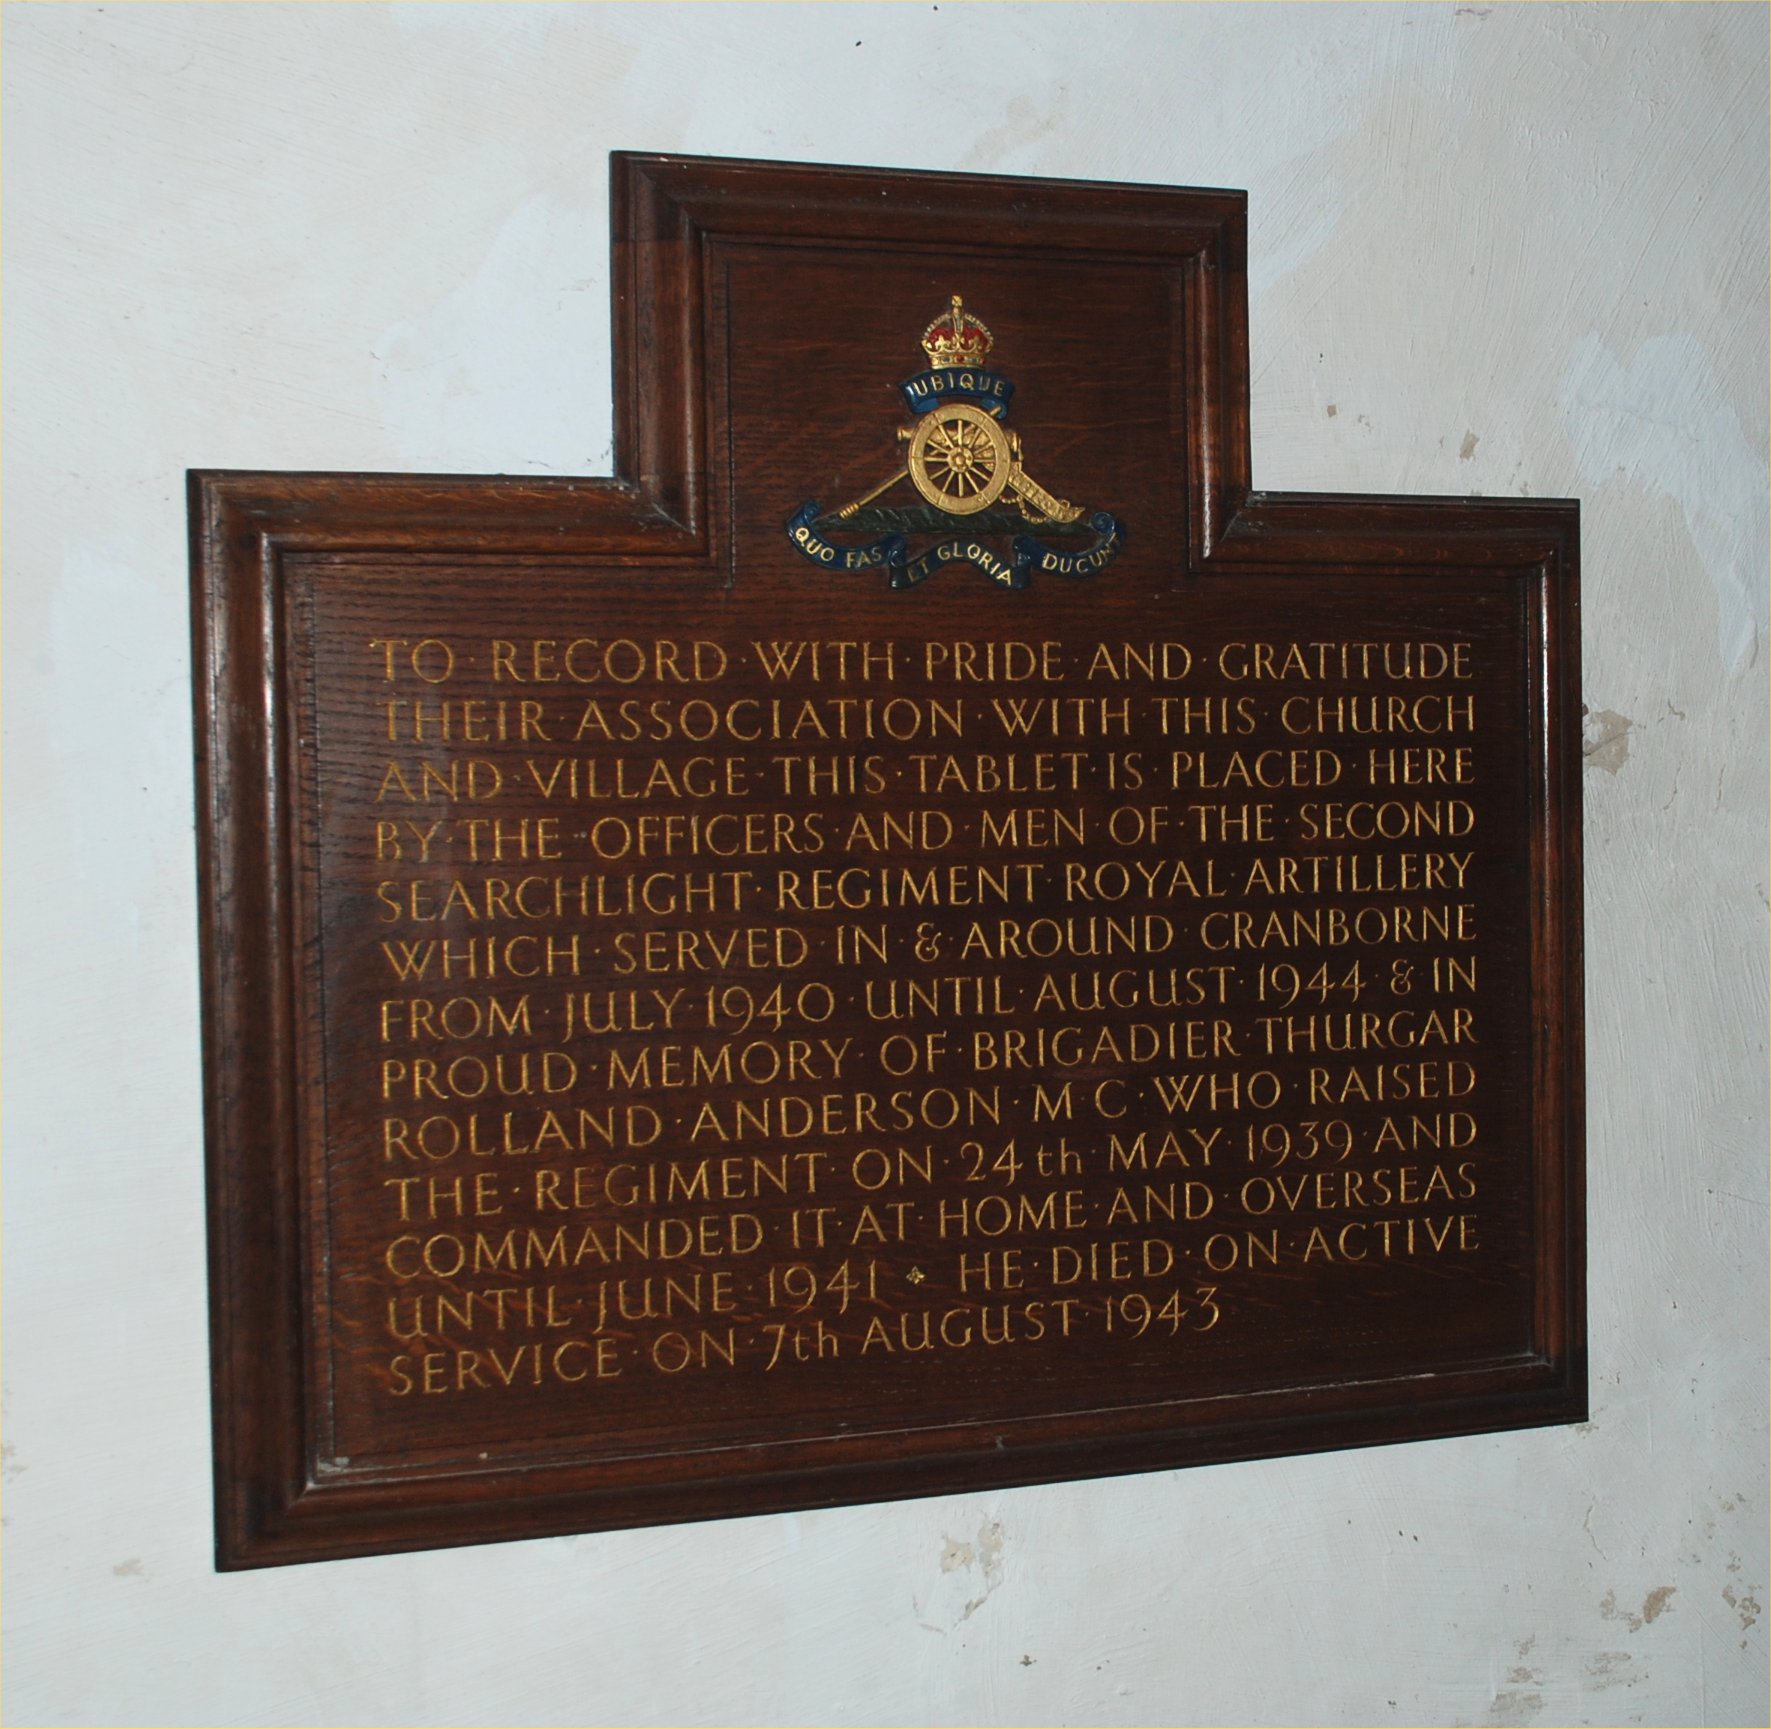 UBIQUE
QUO FAS ET GLORIA DUCUNT
TO·RECORD·WITH·PRIDE·AND·GRATITUDE
THEIR·ASSOCIATION·WITH·THIS·CHURCH
AND·VILLAGE·THIS·TABLET·IS·PLACED·HERE
BY·THE·OFFICERS·AND·MEN·OF·THE·SECOND
SEARCHLIGHT·REGIMENT·ROYAL·ARTILLERY
WHICH·SERVED·IN·&·AROUND·CRANBORNE
FROM·JULY·1940·UNTIL·AUGUST·1944·&·IN
PROUD·MEMORY·OF·BRIGADIER·THURGAR
ROLLAND·ANDERSON·M·C·WHO·RAISED
THE·REGIMENT·ON·24th·MAY·1939·AND
COMMANDED·IT·AT·HOME·AND·OVERSEAS
UNTIL·JUNE·1941 HE·DIED·ON·ACTIVE
SERVICE·ON·7th AUGUST·1943